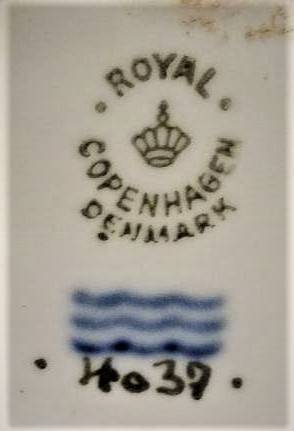 ROYAL
COPENHAGEN
DENMARK
4037